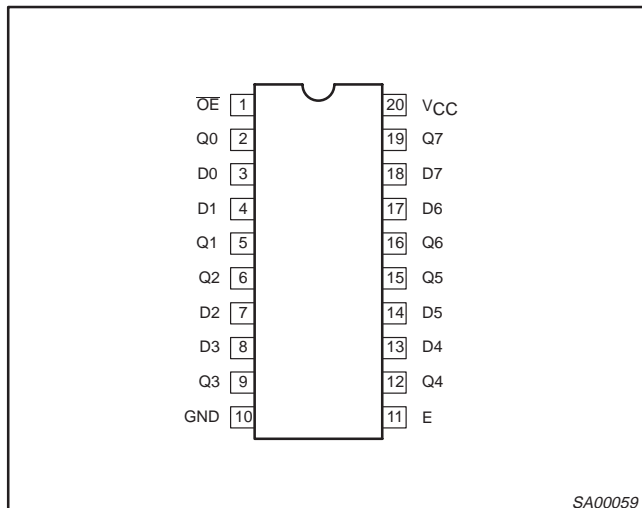 O̅E̅ 1 20 VCC
Q0 2 19 Q7
D0 3 18 D7
D1 4 17 D6
Q1 5 16 Q6
Q2 6 15 Q5
D2 7 14 D5
D3 8 13 D4
Q3 9 12 Q4
GND 10 11 E
SA00059